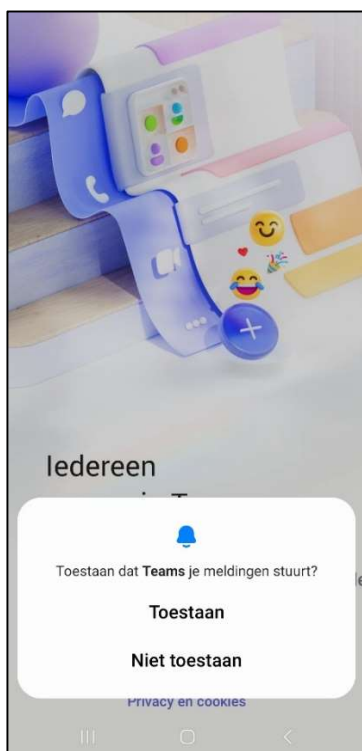 Iedereen
Toestaan dat Teams je meldingen stuurt?
Toestaan
Niet toestaan
Privacy en cookies